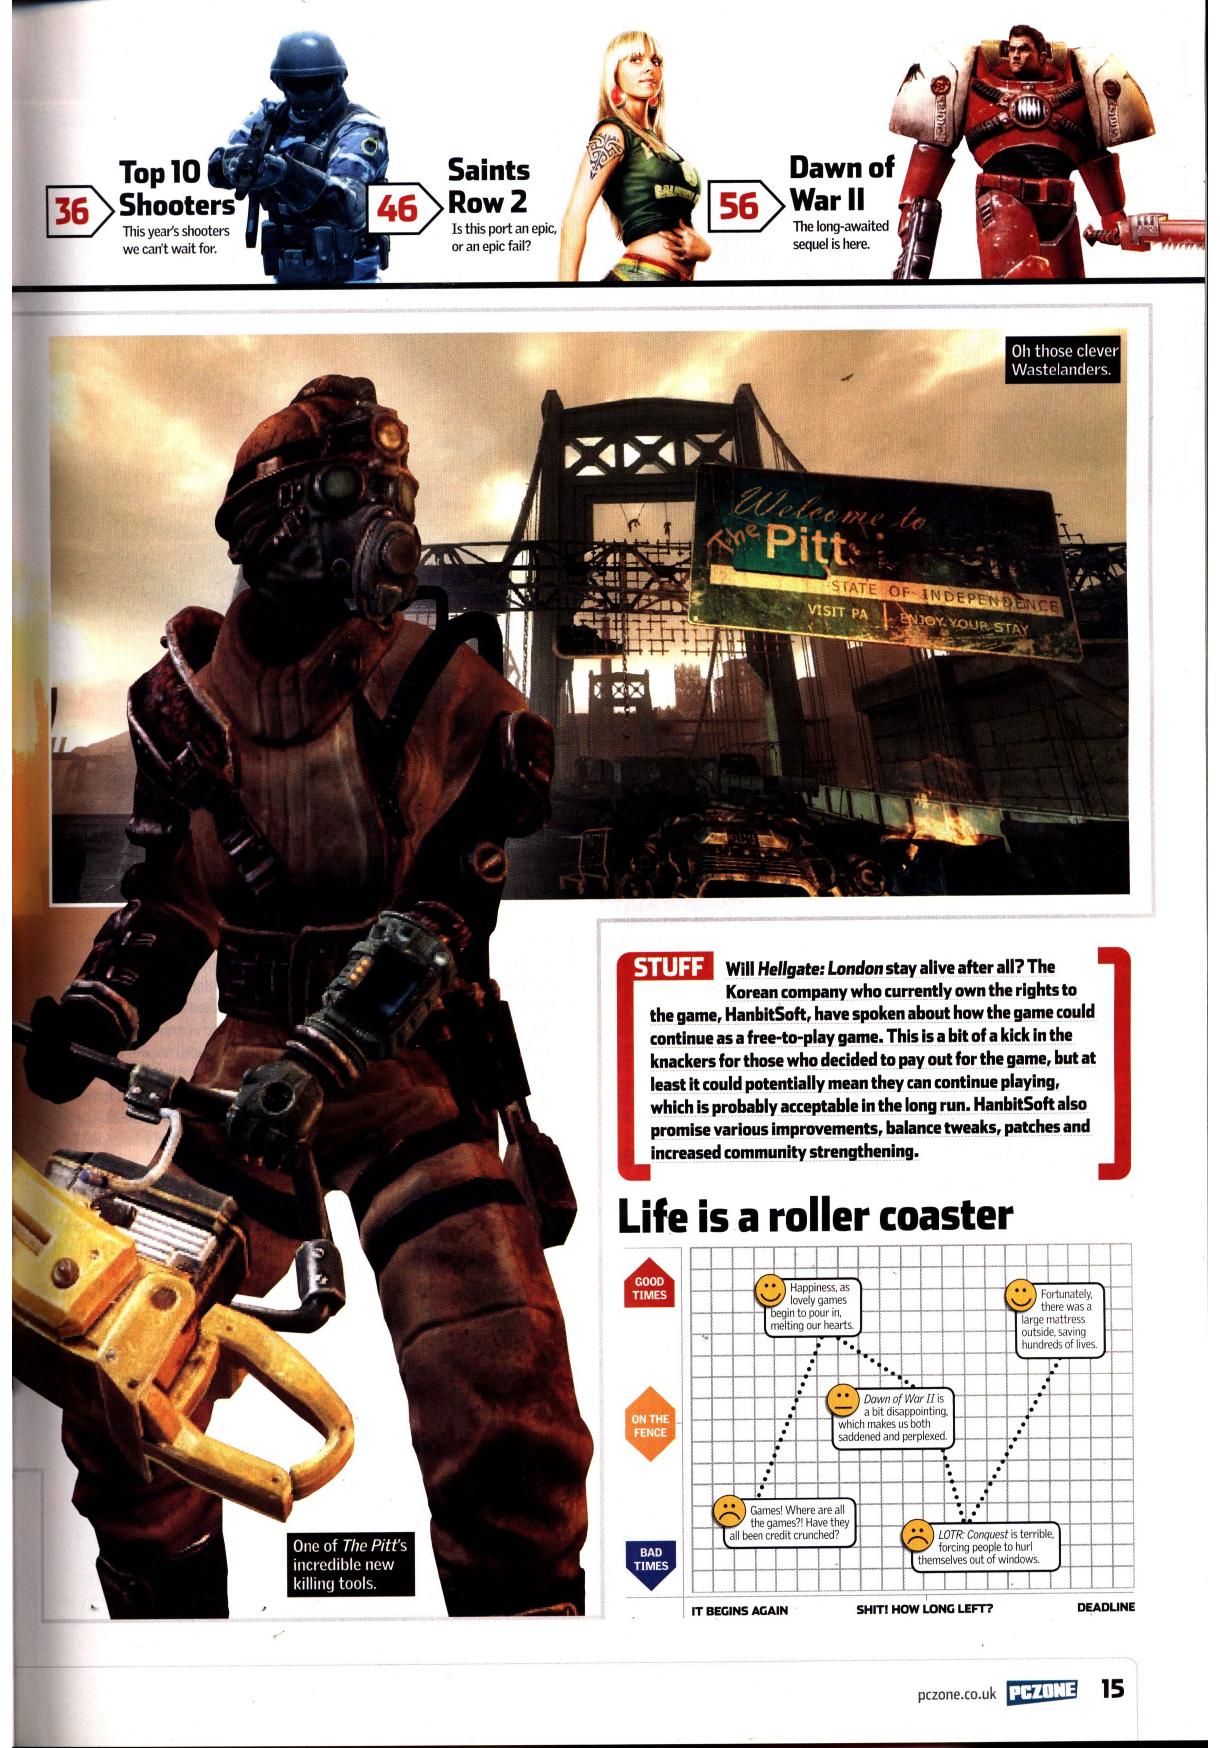 36
Top 10
Shooters
This year's shooters
we can't wait for.
46
Saints
Row 2
Is this port an epic,
or an epic fail?
56
Dawn of
War II
The long-awaited
sequel is here.
Oh those clever
Wastelanders.
Welcome to
The Pitt
STATE OF INDEPENDENCE
VISIT PA | ENJOY YOUR STAY
One of The Pitt's
incredible new
killing tools.
STUFF Will Hellgate: London stay alive after all? The
Korean company who currently own the rights to
the game, HanbitSoft, have spoken about how the game could
continue as a free-to-play game. This is a bit of a kick in the
knackers for those who decided to pay out for the game, but at
least it could potentially mean they can continue playing,
which is probably acceptable in the long run. HanbitSoft also
promise various improvements, balance tweaks, patches and
increased community strengthening.
Life is a roller coaster
GOOD
TIMES
ON THE
FENCE
BAD
TIMES
Games! Where are all
the games?! Have they
all been credit crunched?
Happiness, as
lovely games
begin to pour in,
melting our hearts.
Dawn of War II is
a bit disappointing,
which makes us both
saddened and perplexed.
LOTR: Conquest is terrible,
forcing people to hurl
themselves out of windows.
Fortunately,
there was a
large mattress
outside, saving
hundreds of lives.
IT BEGINS AGAIN
SHIT! HOW LONG LEFT?
DEADLINE
pczone.co.uk PCZONE 15